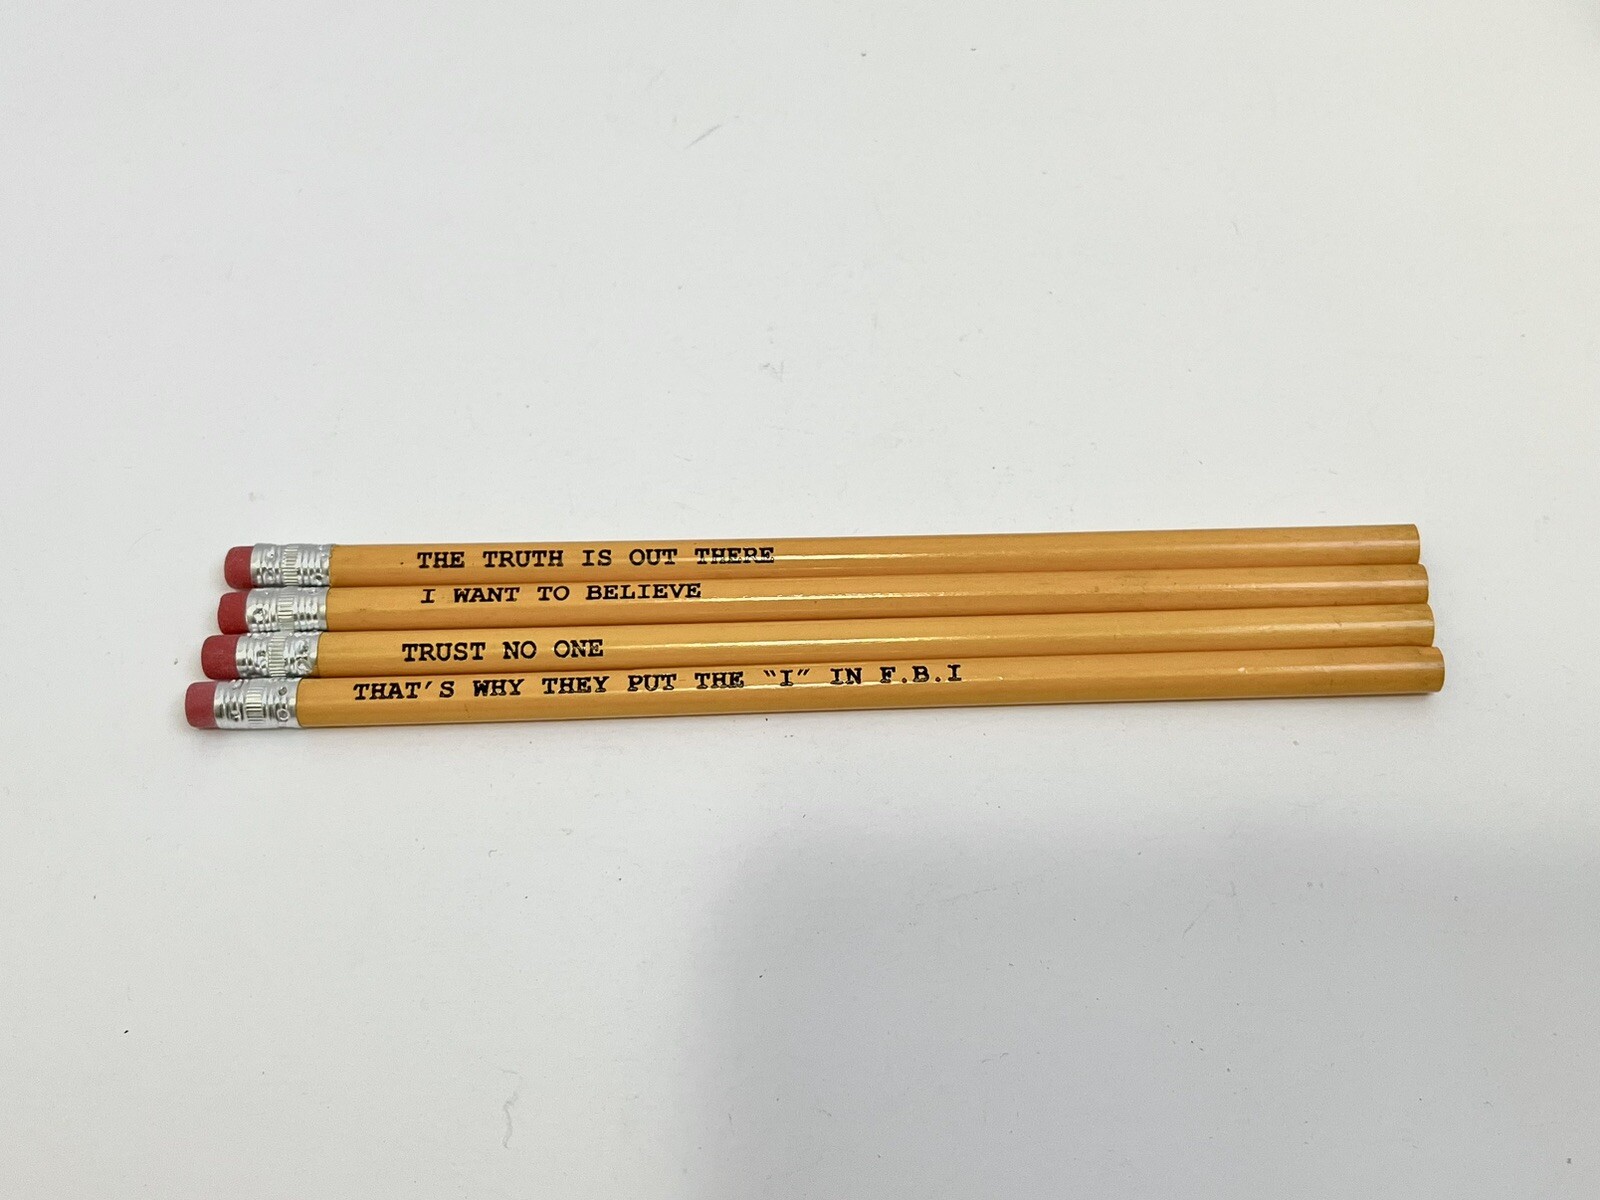 THE TRUTH IS OUT THERE
I WANT TO BELIEVE
TRUST NO ONE
THAT'S WHY THEY PUT THE "I" IN F.B.I